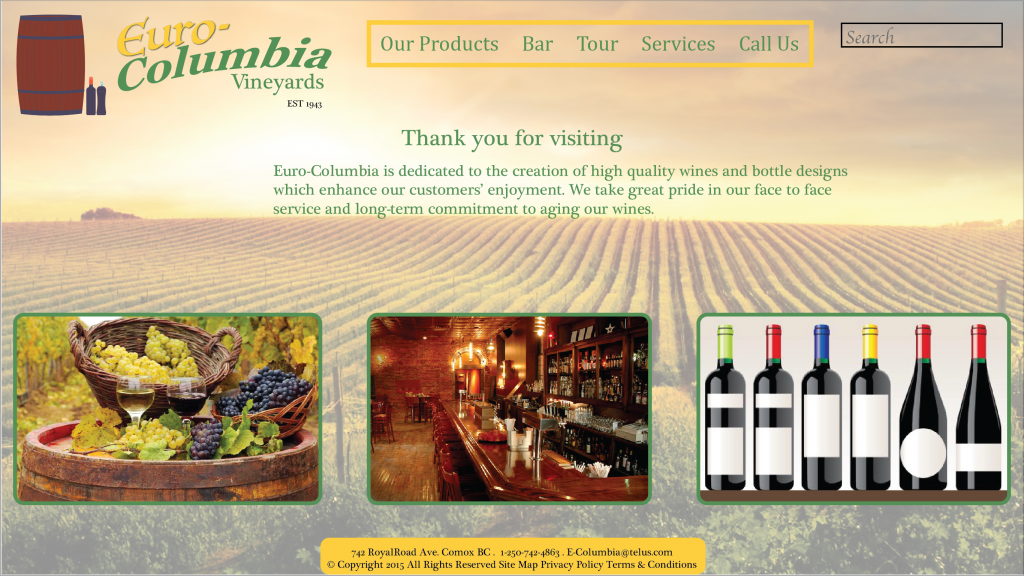 Euro-
Columbia
Vineyards
EST 1943
Our Products Bar Tour Services Call Us
Search
Thank you for visiting
Euro-Columbia is dedicated to the creation of high quality wines and bottle designs
which enhance our customers’ enjoyment. We take great pride in our face to face
service and long-term commitment to aging our wines.
742 RoyalRoad Ave. Comox BC . 1-250-742-4863 . E-Columbia@telus.com
© Copyright 2015 All Rights Reserved Site Map Privacy Policy Terms & Conditions